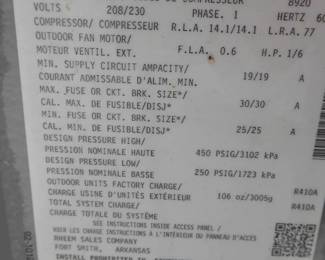 DE COMPRESSEUR 8920
VOLTS 208/230 PHASE. 1 HERTZ 60
COMPRESSOR/ COMPRESSEUR R.L.A. 14.1/14.1 L.R.A. 77
OUTDOOR FAN MOTOR/
MOTEUR VENTIL. EXT. F.L.A. 0.6 H.P. 1/6
MIN. SUPPLY CIRCUIT AMPACITY/
COURANT ADMISSABLE D'ALIM. MIN. 19/19 A
MAX. FUSE OR CKT. BRK. SIZE*/
CAL. MAX. DE FUSIBLE/DISJ* 30/30 A
MIN. FUSE OR CKT. BRK. SIZE*/
CAL. MIN. DE FUSIBLE/DISJ* 25/25 A
DESIGN PRESSURE HIGH/
PRESSION NOMINALE HAUTE 450 PSIG/3102 kPa
DESIGN PRESSURE LOW/
PRESSION NOMINALE BASSE 250 PSIG/1723 kPa
OUTDOOR UNITS FACTORY CHARGE/
CHARGE USINE D'UNITÉS EXTÉRIEUR 106 oz/3005g R410A
TOTAL SYSTEM CHARGE/
CHARGE TOTALE DU SYSTÈME R410A
SEE INSTRUCTIONS INSIDE ACCESS PANEL /
VOIR LES INSTRUCTIONS CHARGEMENTS A L'INTÉRIEUR DU PANNEAU D'ACCÈS
RHEEM SALES COMPANY
FORT SMITH, ARKANSAS